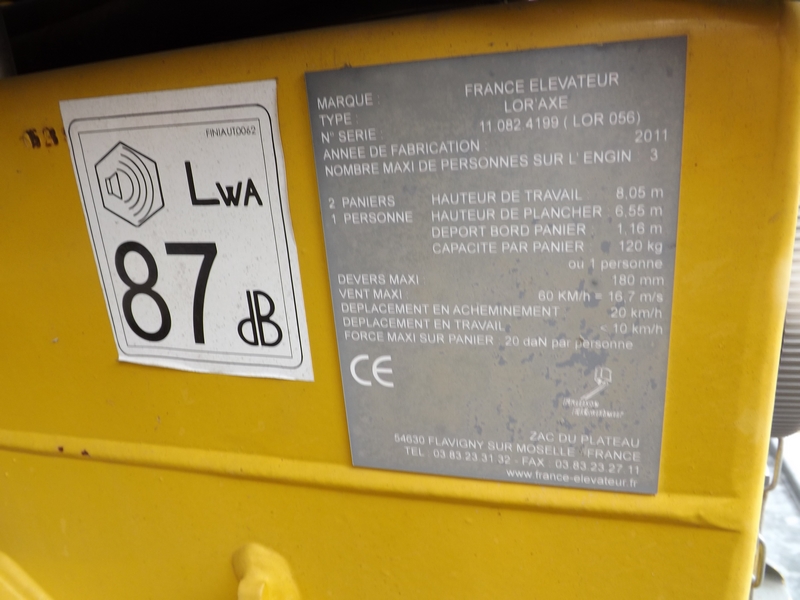 FINIAUT0062
LWA
87 dB
MARQUE : FRANCE ELEVATEUR
TYPE : LOR'AXE
N° SERIE : 11 082 4199 ( LOR 056)
ANNEE DE FABRICATION 2011
NOMBRE MAXI DE PERSONNES SUR L' ENGIN 3
2 PANIERS HAUTEUR DE TRAVAIL 8,05 m
1 PERSONNE HAUTEUR DE PLANCHER 6,55 m
DEPORT BORD PANIER 1,16 m
CAPACITE PAR PANIER 120 kg
ou 1 personne
DEVERS MAXI 180 mm
VENT MAXI 60 KM/h - 16,7 m/s
DEPLACEMENT EN ACHEMINEMENT 20 km/h
DEPLACEMENT EN TRAVAIL < 10 km/h
FORCE MAXI SUR PANIER 20 daN par personne
CE
ZAC DU PLATEAU
54630 FLAVIGNY SUR MOSELLE / FRANCE
TEL : 03 83 23 31 32 - FAX : 03 83 23 27 11
www.france-elevateur.fr